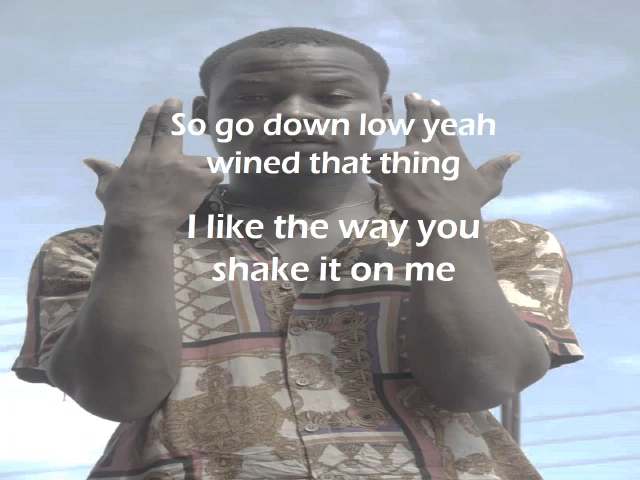 So go down low yeah
wined that thing
I like the way you
shake it on me